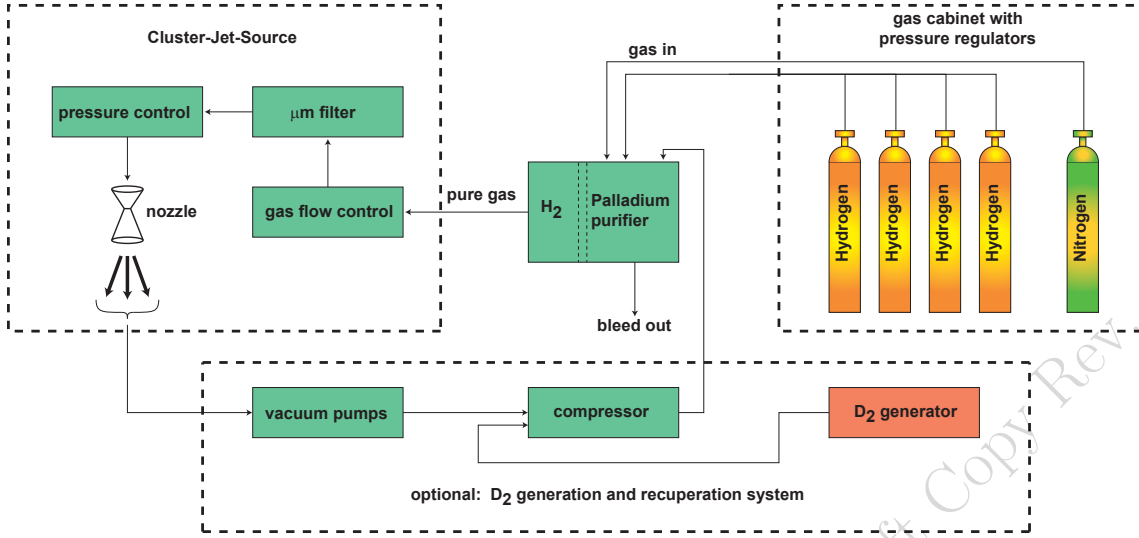 Cluster-Jet-Source
gas cabinet with
pressure regulators
gas in
pressure control
μm filter
nozzle
gas flow control
pure gas
H2
Palladium
purifier
bleed out
Hydrogen
Hydrogen
Hydrogen
Hydrogen
Nitrogen
vacuum pumps
compressor
D2 generator
optional: D2 generation and recuperation system
Copy Rev